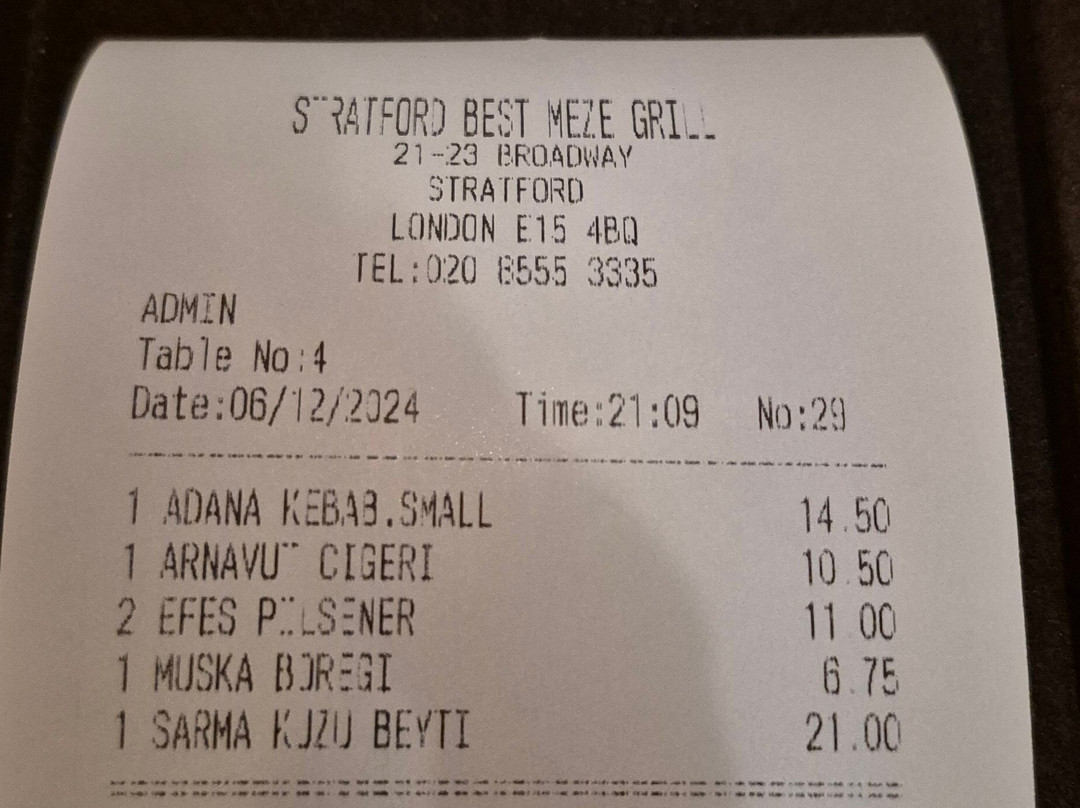 STRATFORD BEST MEZE GRILL
21-23 BROADWAY
STRATFORD
LONDON E15 4BQ
TEL:020 8555 3335
ADMIN
Table No:4
Date:06/12/2024 Time:21:09 No:29
1 ADANA KEBAB.SMALL 14.50
1 ARNAVUT CIGERI 10.50
2 EFES PILSENER 11.00
1 MUSKA BOREGI 6.75
1 SARMA KUZU BEYTI 21.00